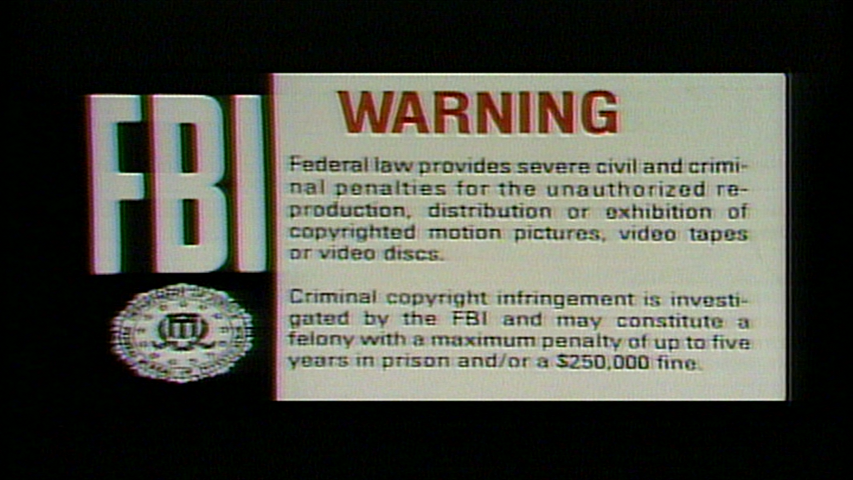 FBI
WARNING
Federal law provides severe civil and crimi-
nal penalties for the unauthorized re-
production, distribution or exhibition of
copyrighted motion pictures, video tapes
or video discs.
Criminal copyright infringement is investi-
gated by the FBI and may constitute a
felony with a maximum penalty of up to five
years in prison and/or a $250,000 fine.